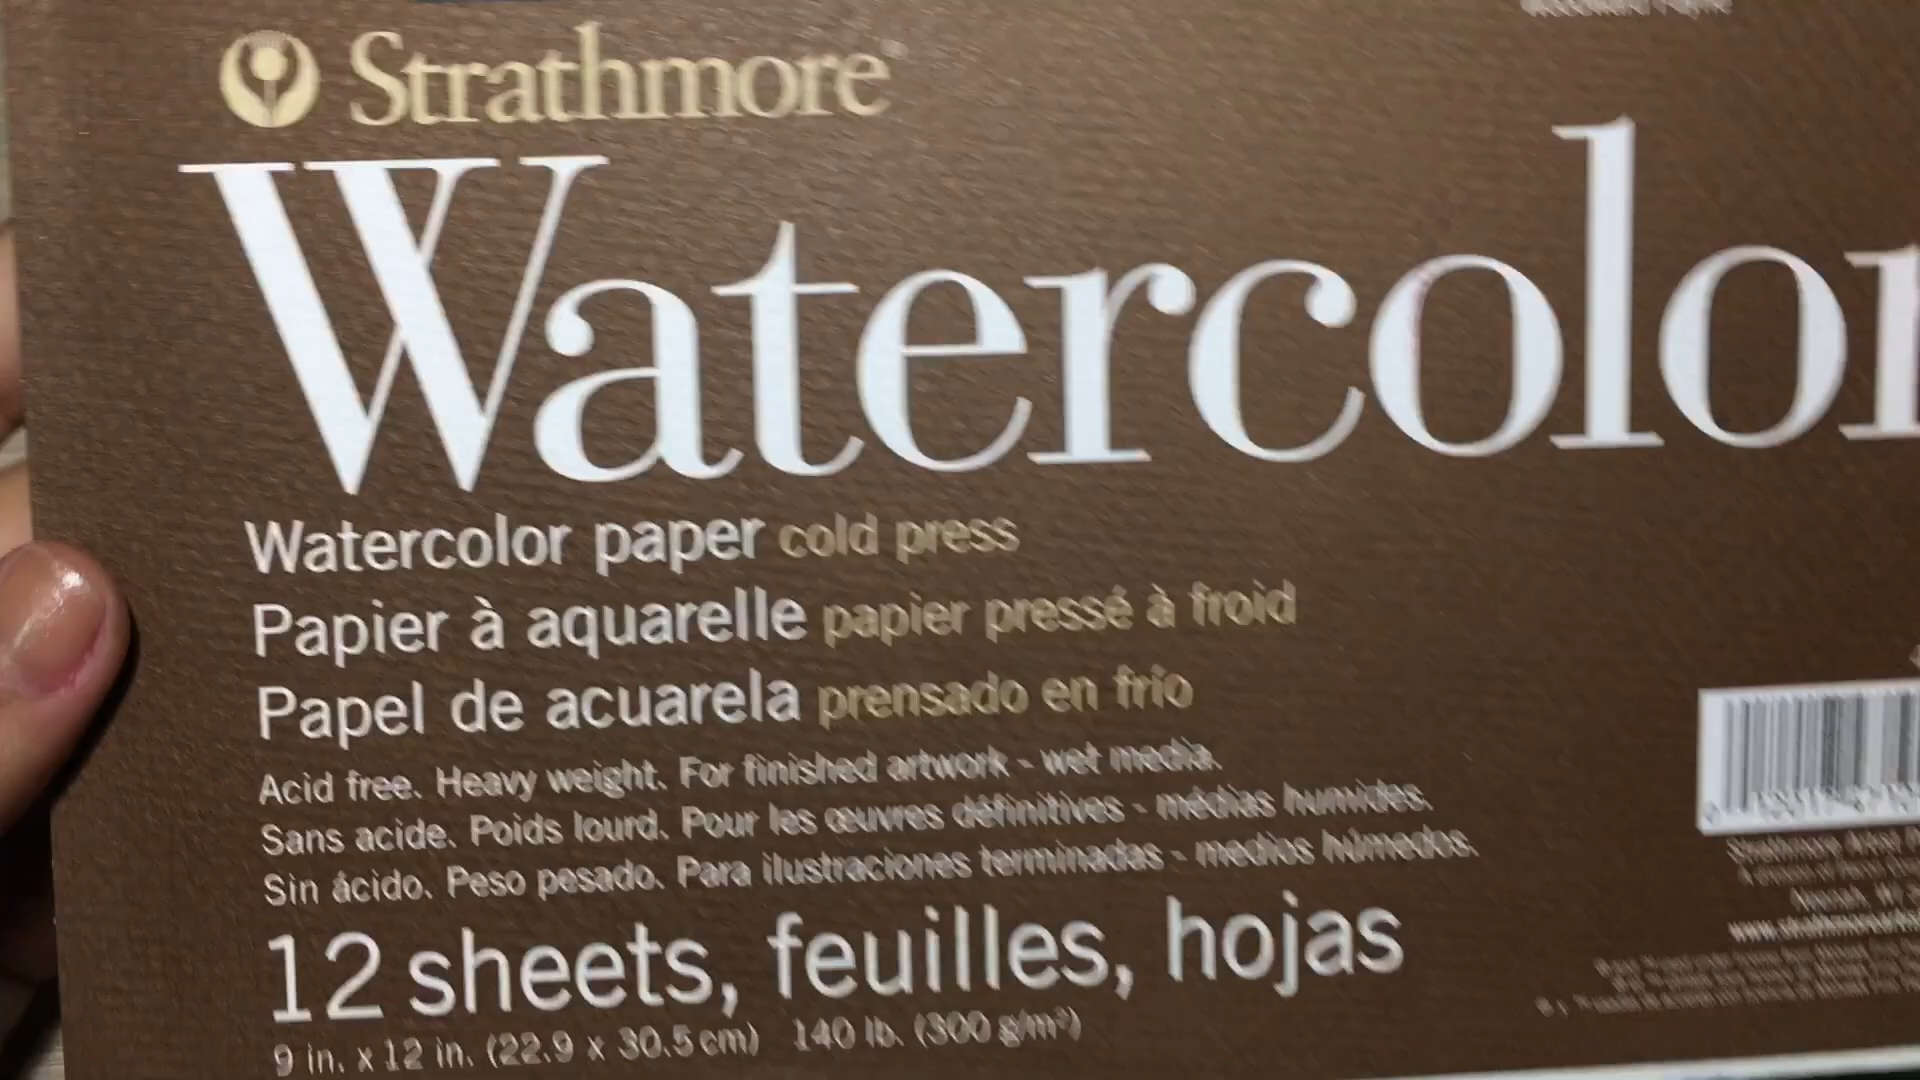 Strathmore
Watercolor
Watercolor paper cold press
Papier à aquarelle papier pressé à froid
Papel de acuarela prensado en frío
Acid free. Heavy weight. For finished artwork - wet media.
Sans acide. Poids lourd. Pour les œuvres définitives - médias humides.
Sin ácido. Peso pesado. Para ilustraciones terminadas - medios húmedos.
12 sheets, feuilles, hojas
9 in. x 12 in. (22.9 x 30.5 cm) 140 lb. (300 g/m²)